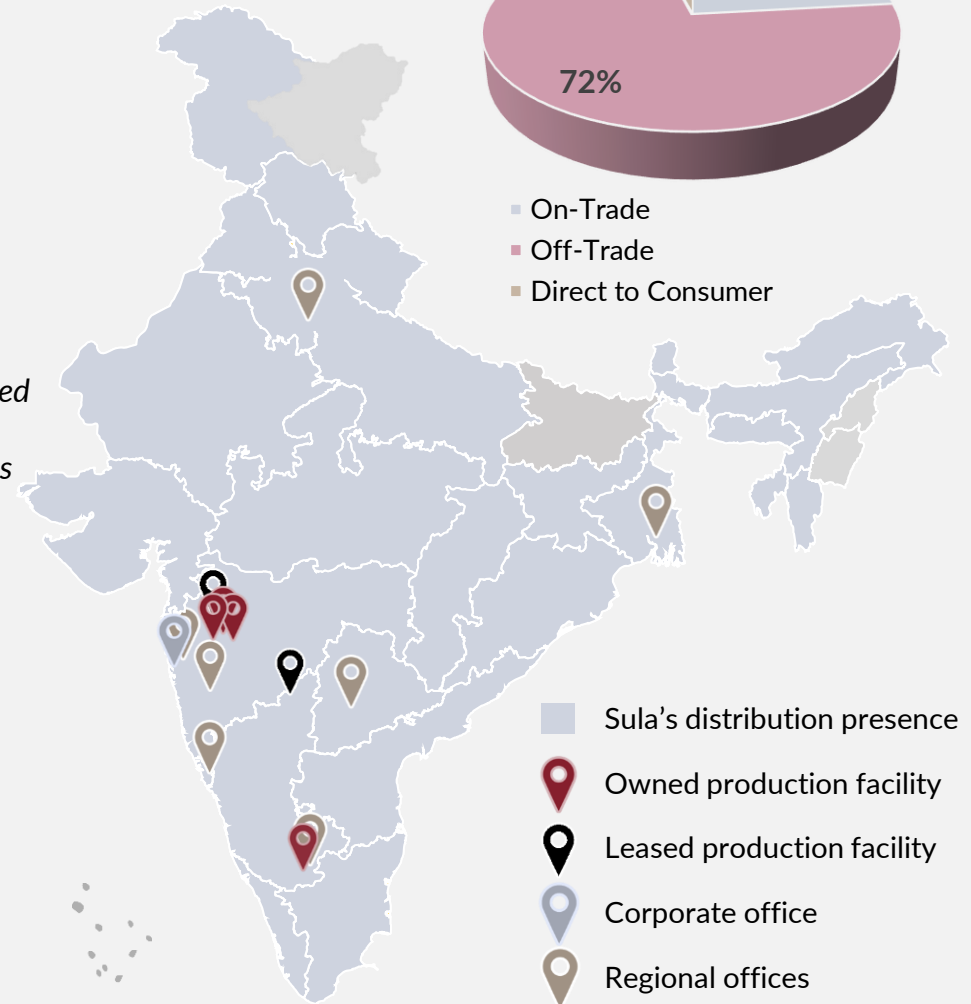 72%
On-Trade
Off-Trade
Direct to Consumer
ed
s
Sula’s distribution presence
Owned production facility
Leased production facility
Corporate office
Regional offices